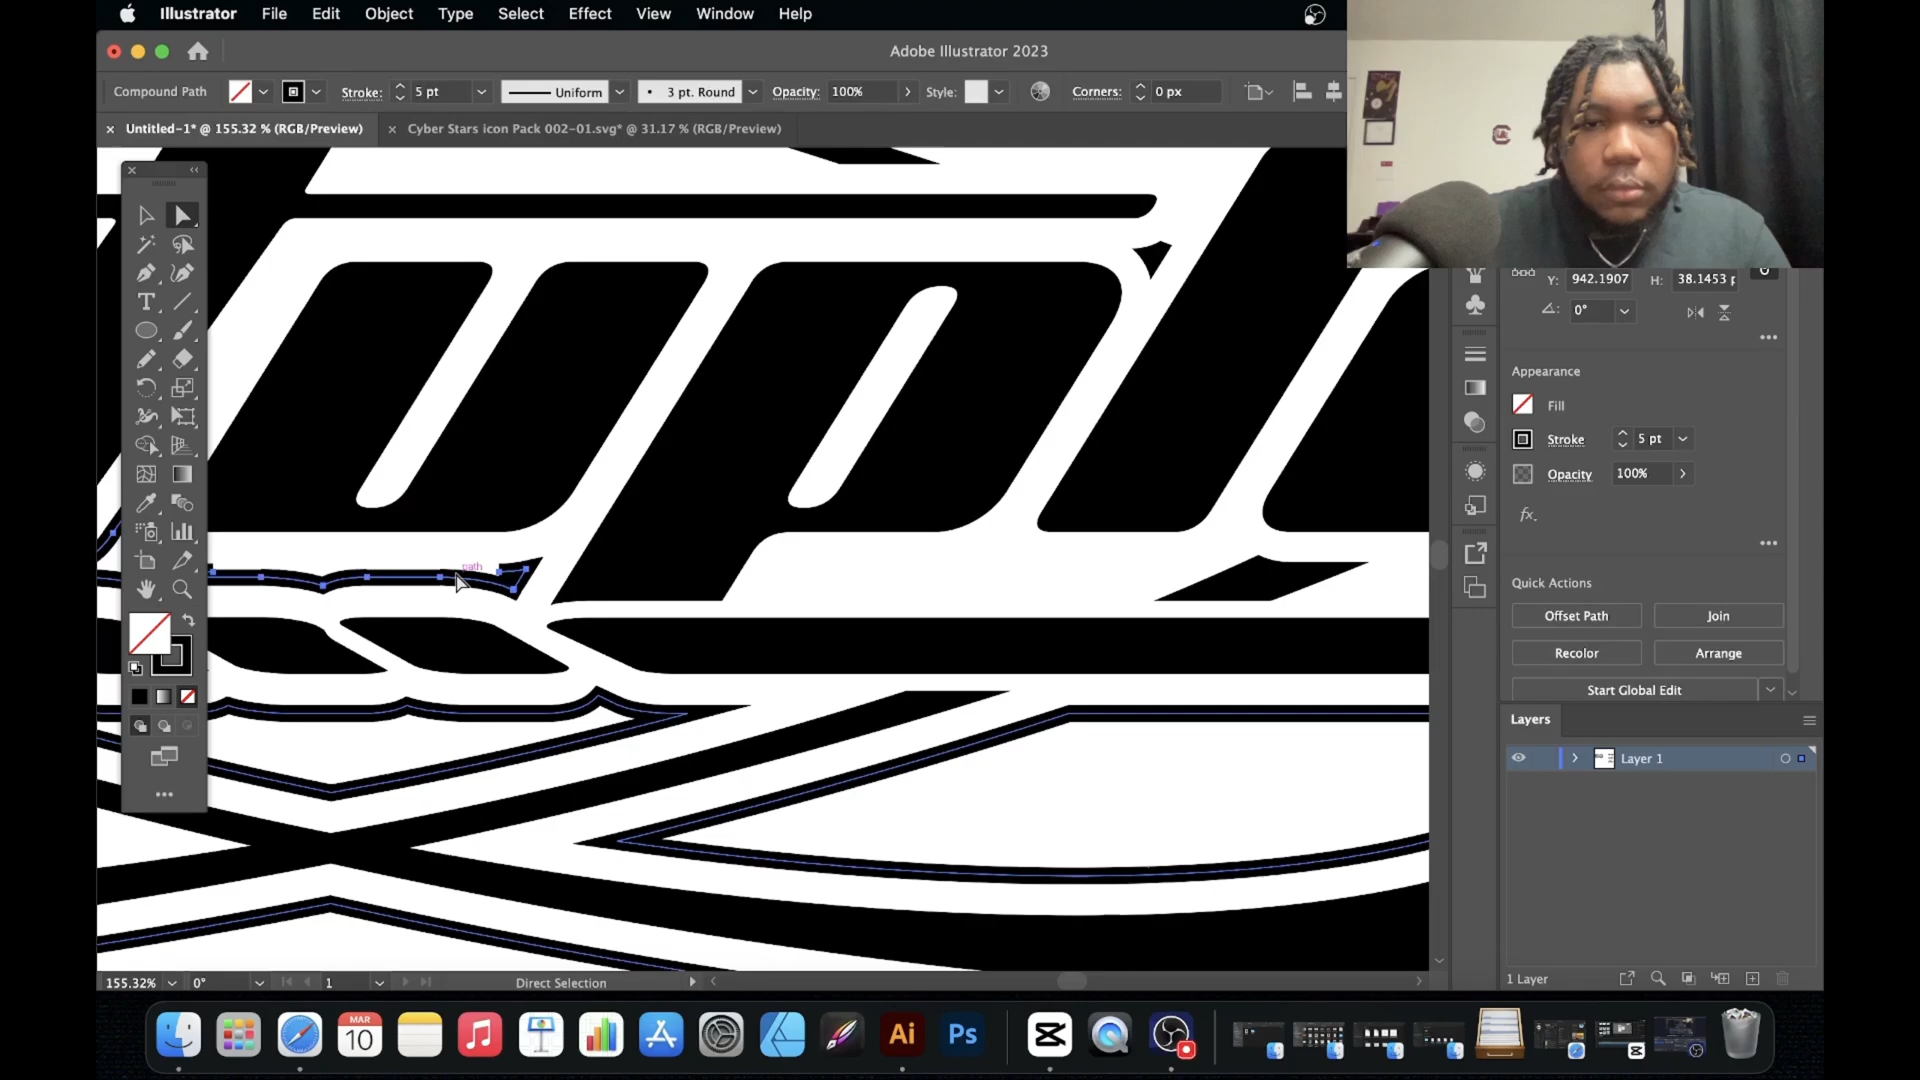 Illustrator File Edit Object Type Select Effect View Window Help
Adobe Illustrator 2023
Compound Path Stroke: 5 pt Uniform 3 pt. Round Opacity: 100% Style: Corners: 0 px
Untitled-1* @ 155.32 % (RGB/Preview) Cyber Stars icon Pack 002-01.svg* @ 31.17 % (RGB/Preview)
Y: 942.1907 H: 38.1453 p
0°
Appearance
Fill
Stroke 5 pt
Opacity 100%
fx.
path
Quick Actions
Offset Path Join
Recolor Arrange
Start Global Edit
Layers
Layer 1
1 Layer
155.32% 0° 1 Direct Selection
MAR
10
Ai Ps